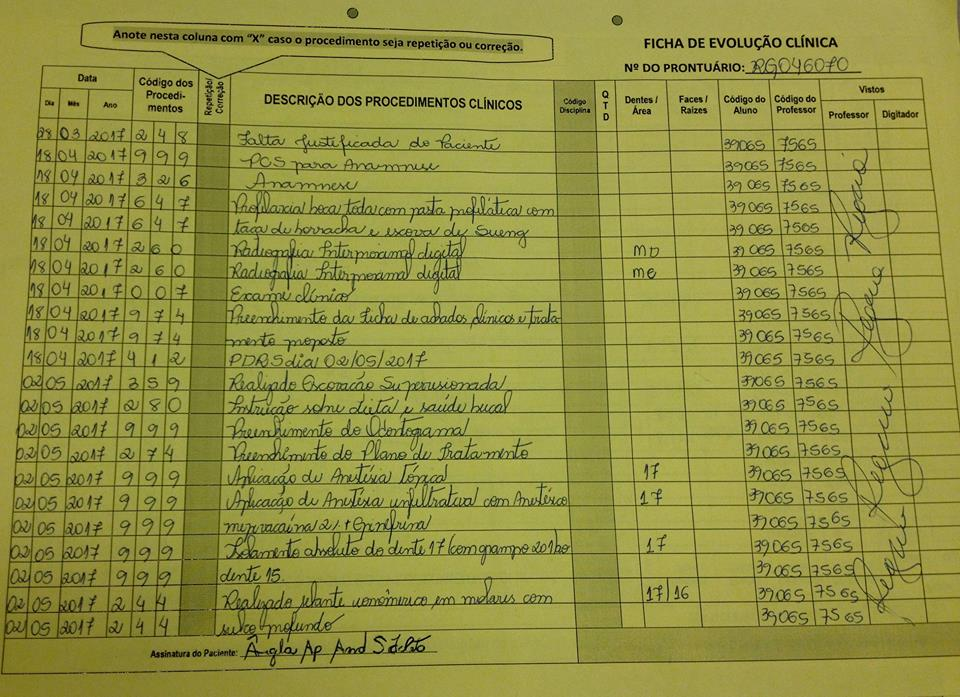 Anote nesta coluna com "X" caso o procedimento seja repetição ou correção.
FICHA DE EVOLUÇÃO CLÍNICA
Nº DO PRONTUÁRIO: RG046070
Data Código dos Procedi-mentos Repetição/Correção DESCRIÇÃO DOS PROCEDIMENTOS CLÍNICOS Código Disciplina QTD Dentes / Área Faces / Raizes Código do Aluno Código do Professor Vistos
Dia Mês Ano Professor Digitador
28 03 2017 2 4 8 Falta Justificada do Paciente 39065 7565
18 04 2017 9 9 9 POS para Anamnese 39065 7565
18 04 2017 3 2 6 Anamnese 39065 7565
18 04 2017 6 4 7 Profilaxia boca toda com pasta profilática com 39065 7565
18 04 2017 6 4 7 taça de borracha e escova de 39065 7565
18 04 2017 2 6 0 Radiografia Interproximal digital MD 39065 7565
18 04 2017 2 6 0 Radiografia Interproximal digital ME 39065 7565
18 04 2017 0 0 7 Exame clínico 39065 7565
18 04 2017 9 7 4 Preenchimento da Ficha de achados clínicos e trata- 39065 7565
18 04 2017 9 7 4 mento proposto 39065 7565
18 04 2017 4 1 2 PDRS dia 02/05/2017 39065 7565
02 05 2017 3 5 9 Realizado Escovação Supervisionada 39065 7565
02 05 2017 2 8 0 Instrução sobre dieta e saúde bucal 39065 7565
02 05 2017 9 9 9 Preenchimento do Odontograma 39065 7565
02 05 2017 2 7 4 Preenchimento do Plano de Tratamento 39065 7565
02 05 2017 9 9 9 Aplicação de Anestesia tópica 17 39065 7565
02 05 2017 9 9 9 Aplicação de Anestesia infiltrativa com Anestésico 17 39065 7565
02 05 2017 9 9 9 mepivacaína 2% + Epinefrina 39065 7565
02 05 2017 9 9 9 Isolamento absoluto do dente 17 (com grampo 201 ao 17 39065 7565
02 05 2017 9 9 9 dente 15. 39065 7565
02 05 2017 2 4 4 Realizado selante ionomérico em molares com 17 16 39065 7565
02 05 2017 2 4 4 sulco profundo 39065 7565
Assinatura do Paciente: Ângla Ap And